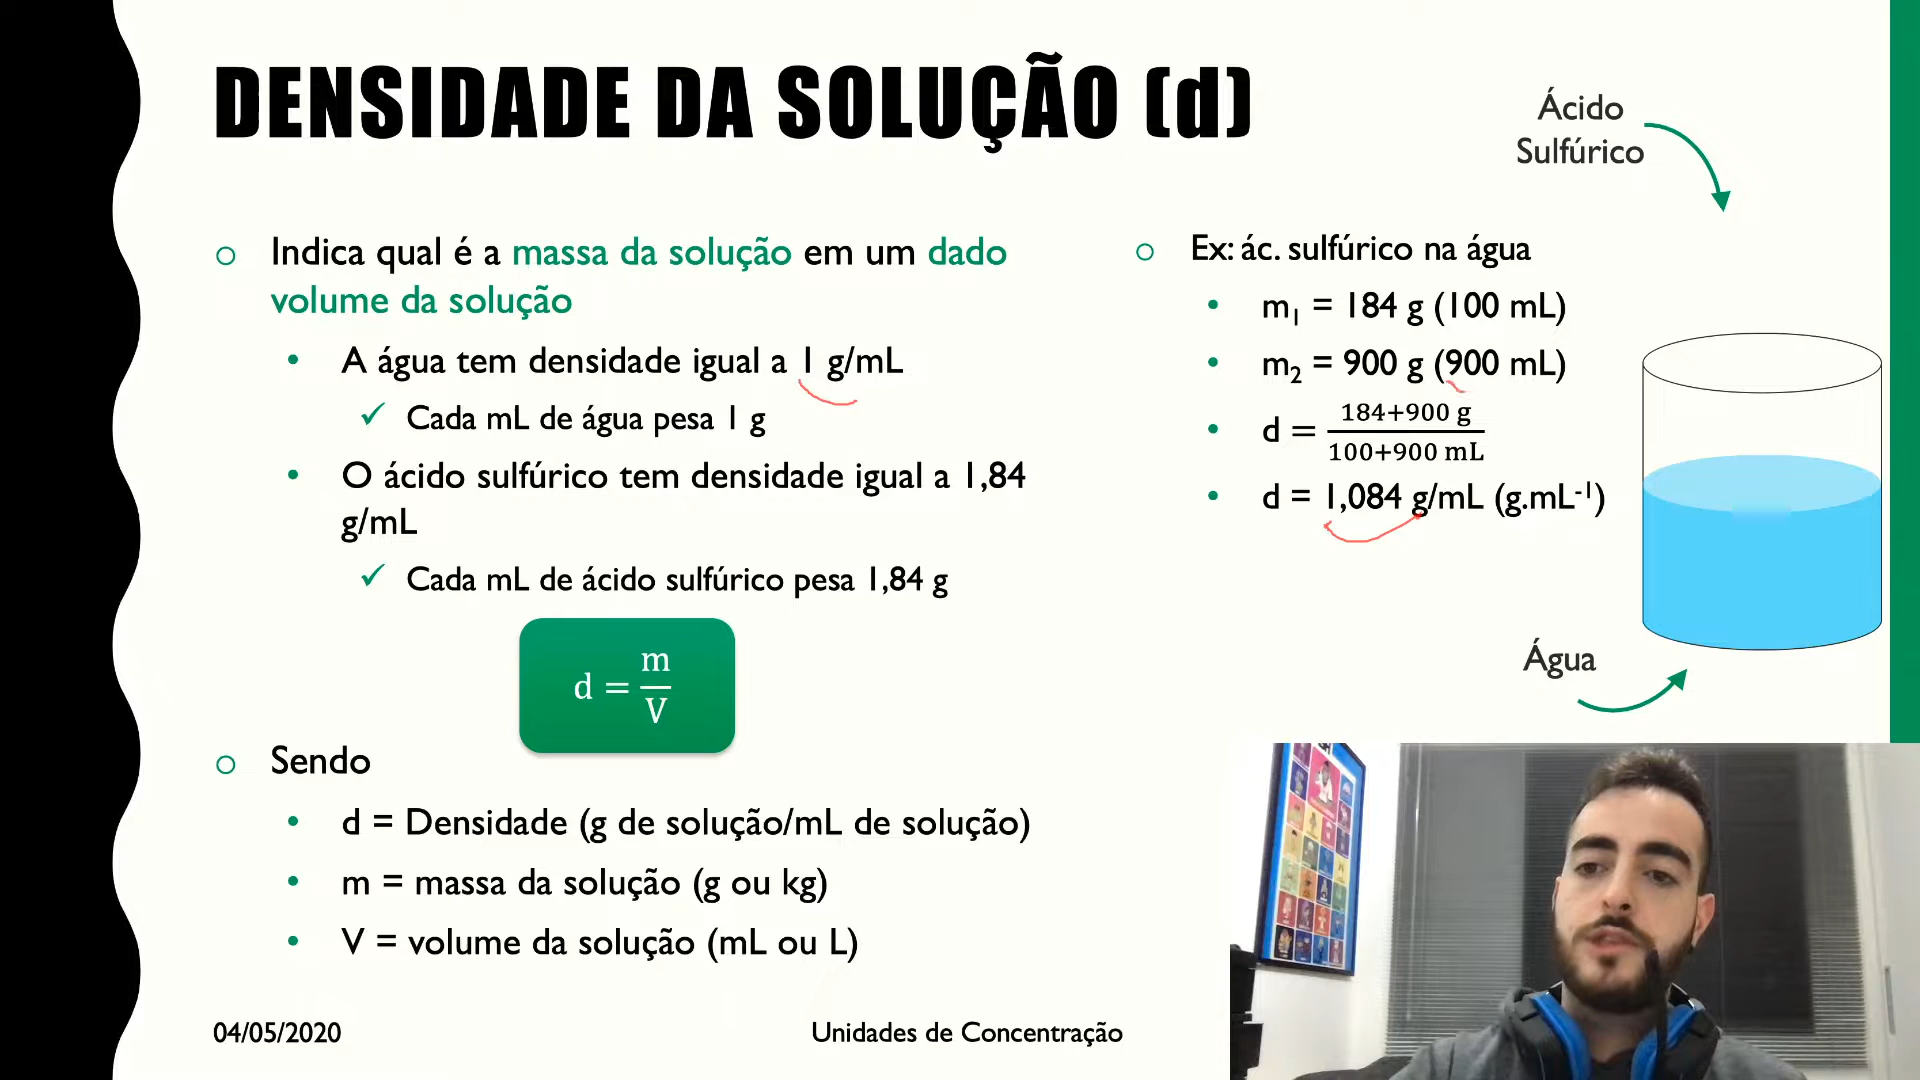 DENSIDADE DA SOLUÇÃO (d)
Indica qual é a massa da solução em um dado
volume da solução
A água tem densidade igual a 1 g/mL
Cada mL de água pesa 1 g
O ácido sulfúrico tem densidade igual a 1,84
g/mL
Cada mL de ácido sulfúrico pesa 1,84 g
d = m/V
Sendo
d = Densidade (g de solução/mL de solução)
m = massa da solução (g ou kg)
V = volume da solução (mL ou L)
Ex: ác. sulfúrico na água
m₁ = 184 g (100 mL)
m₂ = 900 g (900 mL)
d = 184+900 g / 100+900 mL
d = 1,084 g/mL (g.mL⁻¹)
Ácido
Sulfúrico
Água
04/05/2020
Unidades de Concentração